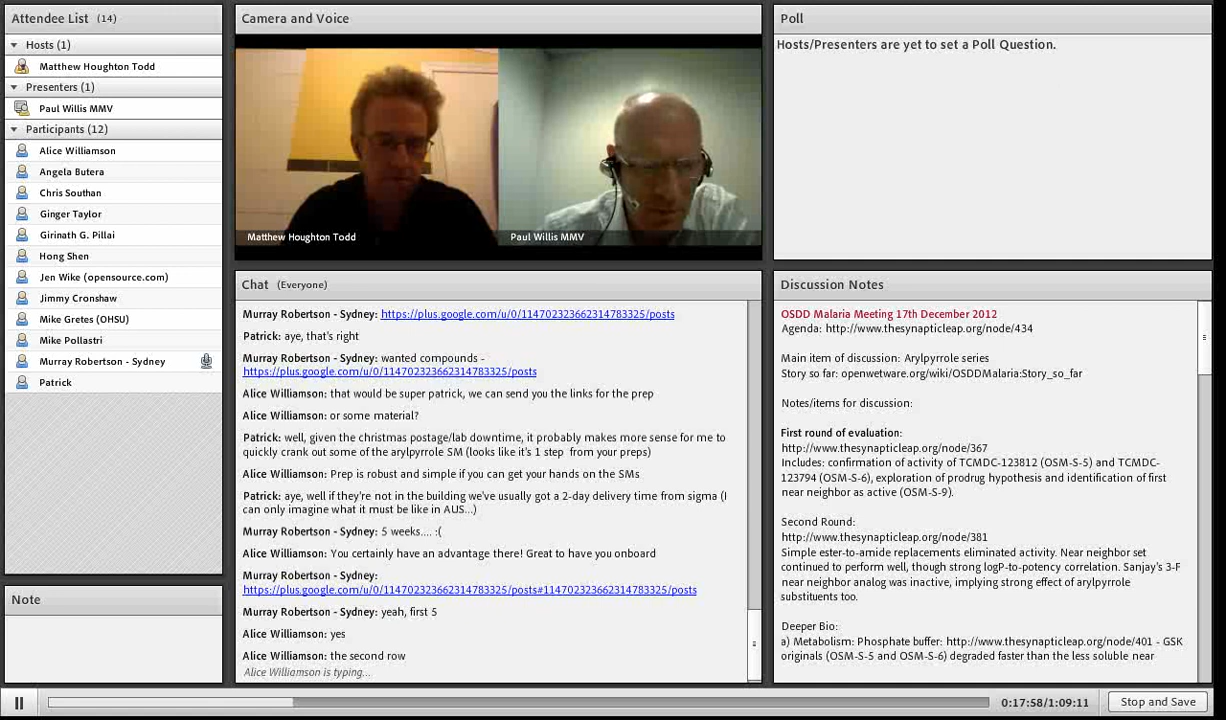 Attendee List (14)
Hosts (1)
Matthew Houghton Todd
Presenters (1)
Paul Willis MMV
Participants (12)
Alice Williamson
Angela Butera
Chris Southan
Ginger Taylor
Girinath G. Pillai
Hong Shen
Jen Wike (opensource.com)
Jimmy Cronshaw
Mike Gretes (OHSU)
Mike Pollastri
Murray Robertson - Sydney
Patrick
Note
Camera and Voice
Matthew Houghton Todd
Paul Willis MMV
Chat (Everyone)
Murray Robertson - Sydney: https://plus.google.com/u/0/114702323662314783325/posts
Patrick: aye, that's right
Murray Robertson - Sydney: wanted compounds -
https://plus.google.com/u/0/114702323662314783325/posts
Alice Williamson: that would be super patrick, we can send you the links for the prep
Alice Williamson: or some material?
Patrick: well, given the christmas postage/lab downtime, it probably makes more sense for me to
quickly crank out some of the arylpyrrole SM (looks like it's 1 step from your preps)
Alice Williamson: Prep is robust and simple if you can get your hands on the SMs
Patrick: aye, well if they're not in the building we've usually got a 2-day delivery time from sigma (I
can only imagine what it must be like in AUS...)
Murray Robertson - Sydney: 5 weeks.... :(
Alice Williamson: You certainly have an advantage there! Great to have you onboard
Murray Robertson - Sydney:
https://plus.google.com/u/0/114702323662314783325/posts#114702323662314783325/posts
Murray Robertson - Sydney: yeah, first 5
Alice Williamson: yes
Alice Williamson: the second row
Alice Williamson is typing...
Poll
Hosts/Presenters are yet to set a Poll Question.
Discussion Notes
OSDD Malaria Meeting 17th December 2012
Agenda: http://www.thesynapticleap.org/node/434
Main item of discussion: Arylpyrrole series
Story so far: openwetware.org/wiki/OSDDMalaria:Story_so_far
Notes/items for discussion:
First round of evaluation:
http://www.thesynapticleap.org/node/367
Includes: confirmation of activity of TCMDC-123812 (OSM-S-5) and TCMDC-
123794 (OSM-S-6), exploration of prodrug hypothesis and identification of first
near neighbor as active (OSM-S-9).
Second Round:
http://www.thesynapticleap.org/node/381
Simple ester-to-amide replacements eliminated activity. Near neighbor set
continued to perform well, though strong logP-to-potency correlation. Sanjay's 3-F
near neighbor analog was inactive, implying strong effect of arylpyrrole
substituents too.
Deeper Bio:
a) Metabolism: Phosphate buffer: http://www.thesynapticleap.org/node/401 - GSK
originals (OSM-S-5 and OSM-S-6) degraded faster than the less soluble near
0:17:58/1:09:11
Stop and Save